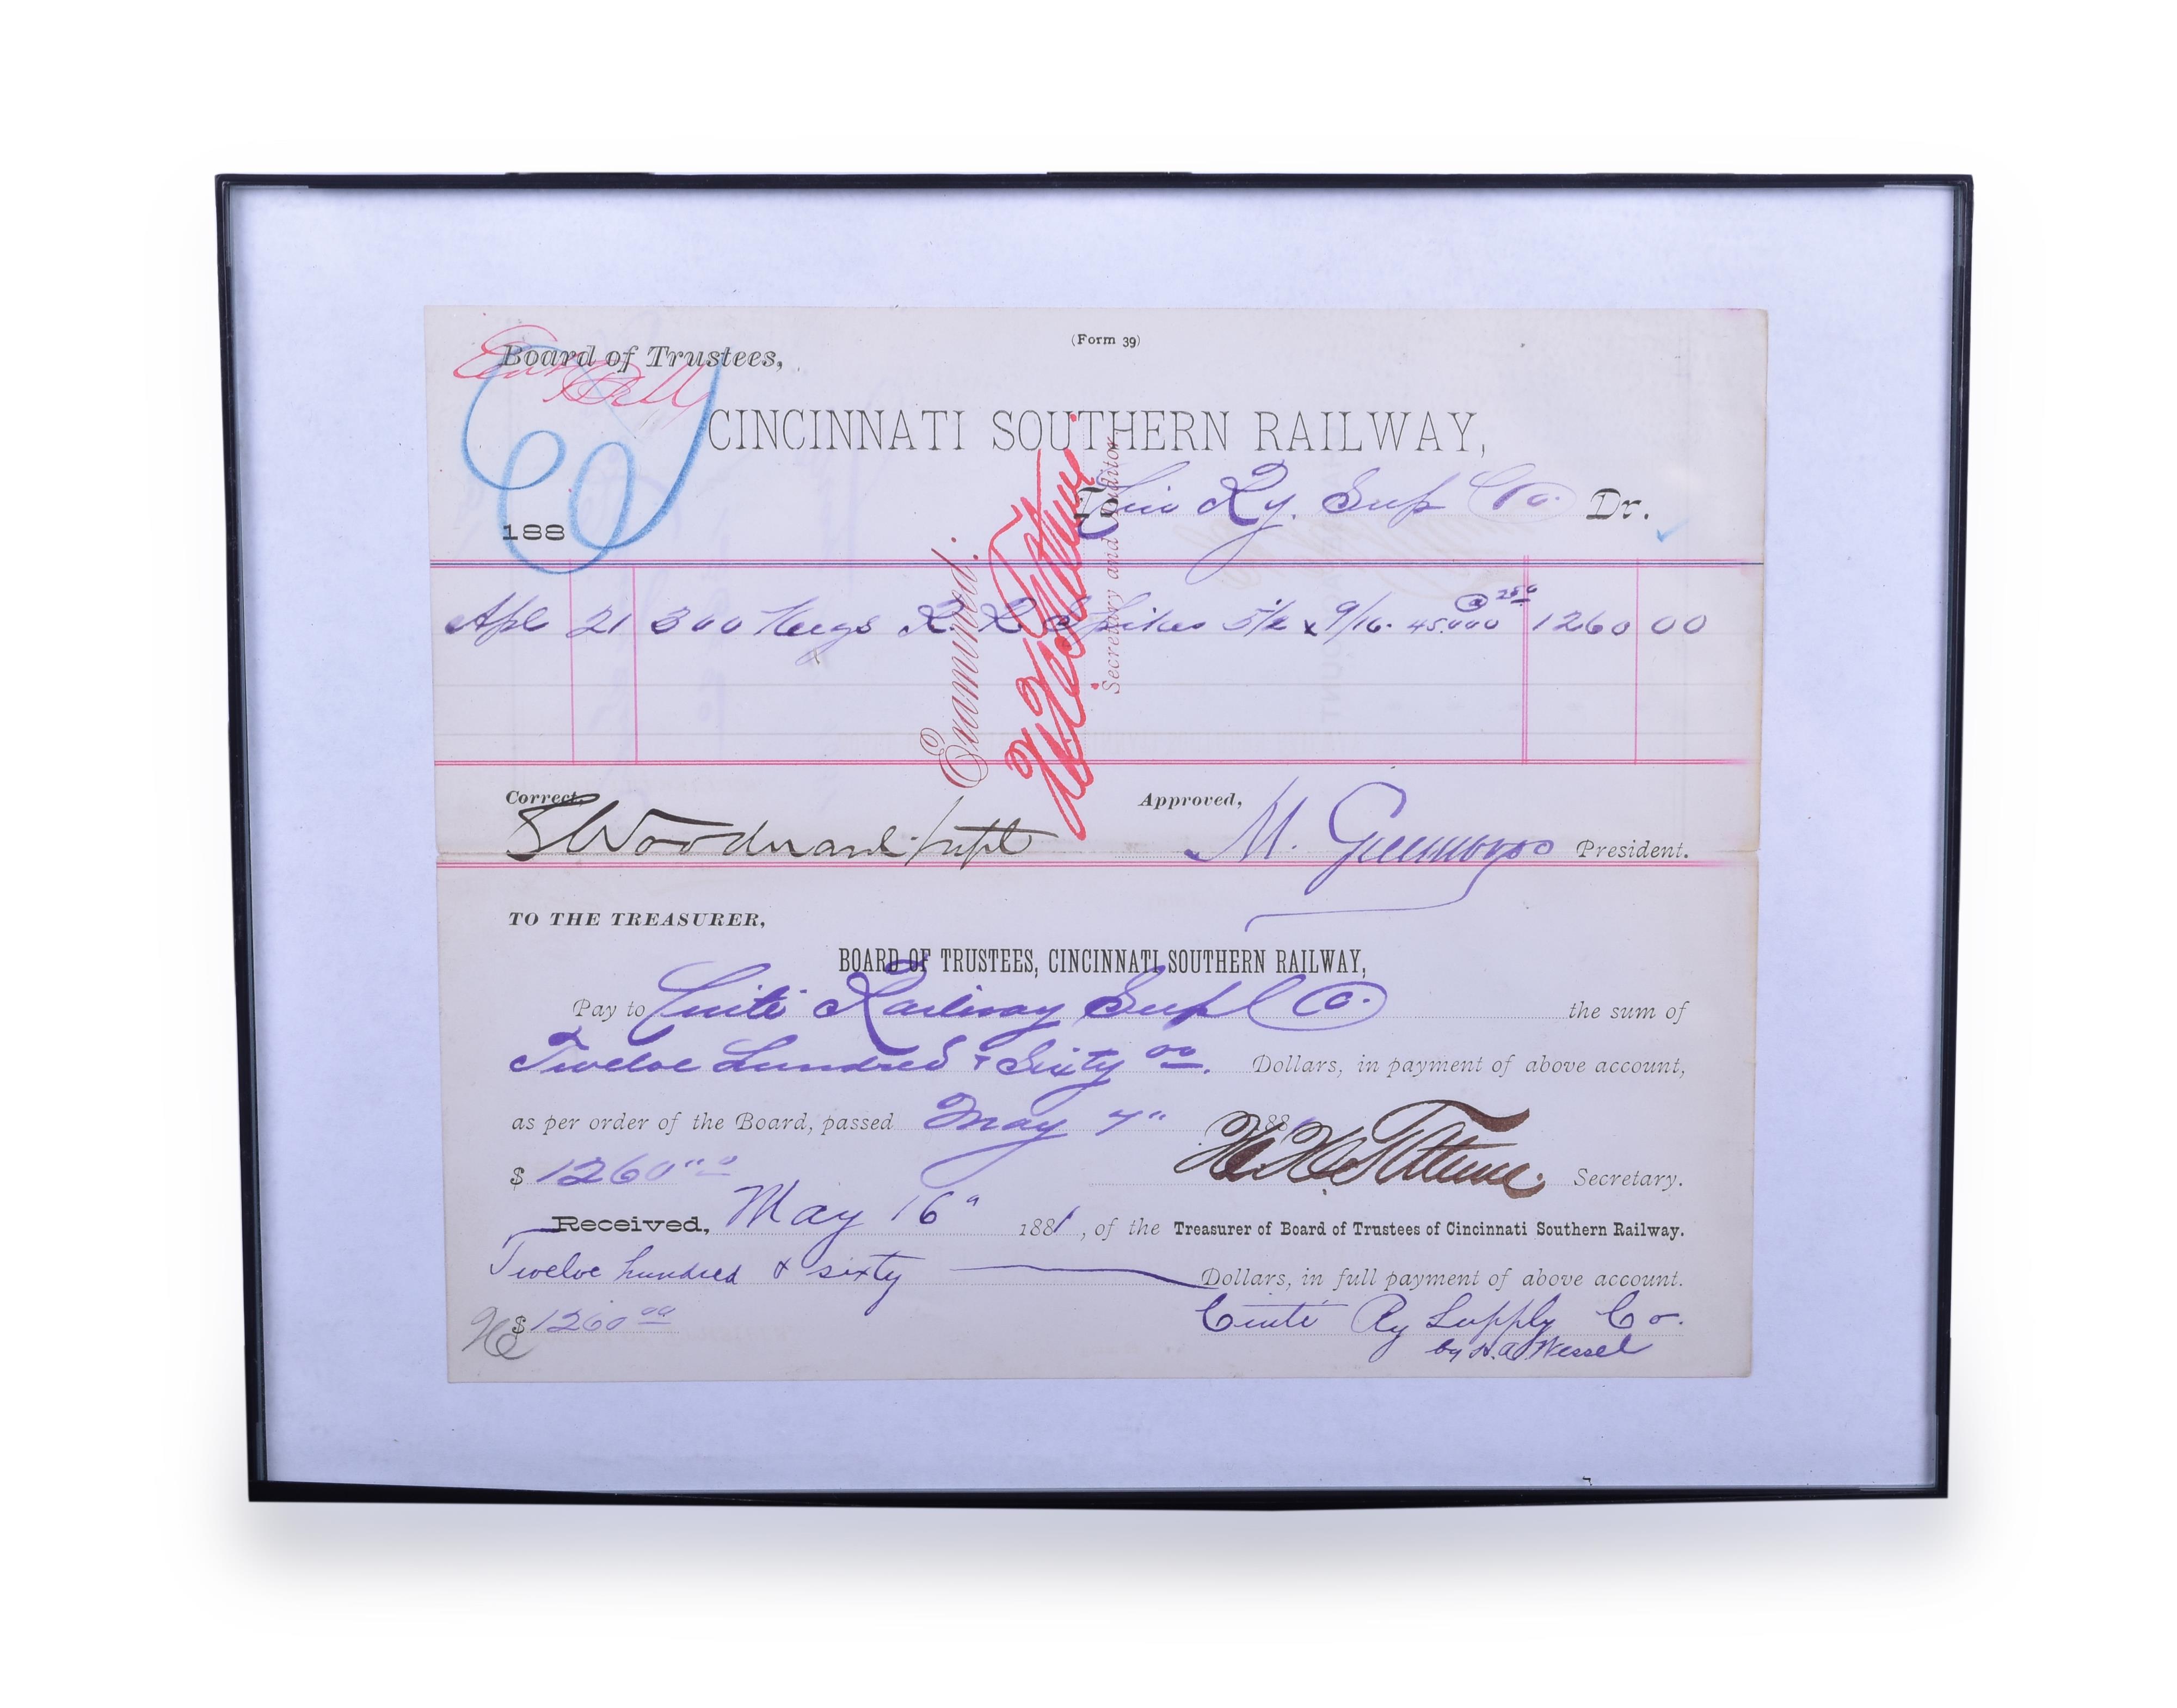 (Form 39)
Board of Trustees,
CINCINNATI SOUTHERN RAILWAY,
188
To Cin Ry. Sup Co. Dr.
Apl 21 300 Kegs R R Spikes 5½ x 9/16. 45.000 @ 1260 00
Examined.
Secretary and Auditor
Correct,
Woodward Supt
Approved,
M. Greenwood President.
TO THE TREASURER,
BOARD OF TRUSTEES, CINCINNATI SOUTHERN RAILWAY,
Pay to Cinti Railway Supl Co. the sum of
Twelve Hundred & Sixty 00 Dollars, in payment of above account,
as per order of the Board, passed May 7" 188
$ 1260 00 Secretary.
Received, May 16" 1881, of the Treasurer of Board of Trustees of Cincinnati Southern Railway.
Twelve hundred & sixty Dollars, in full payment of above account.
$ 1260 00 Cinti Ry Supply Co.
by H.A. Wessel